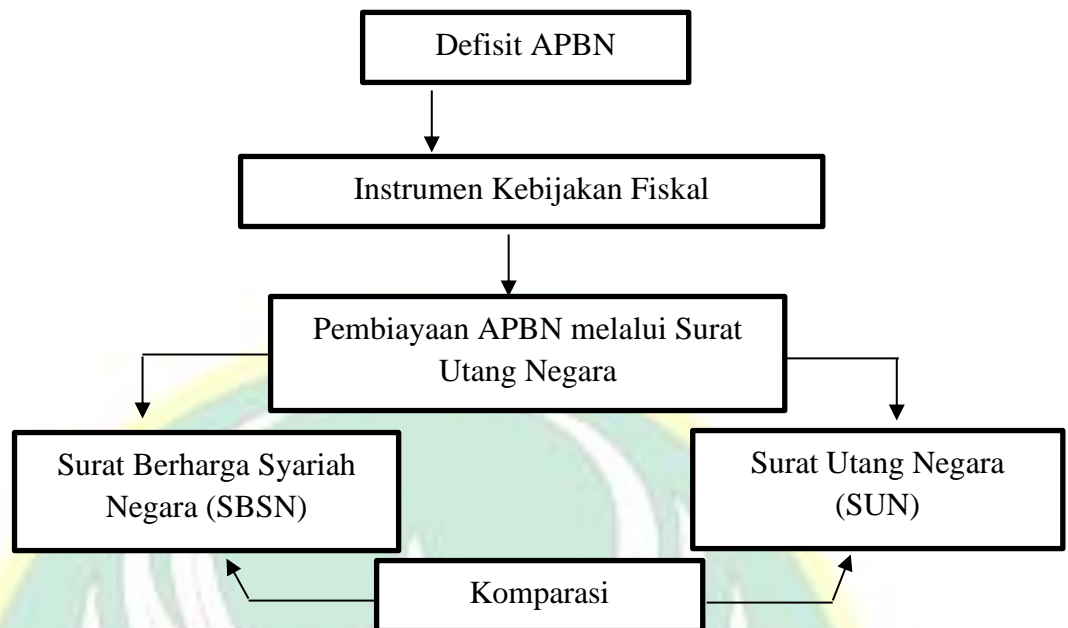 Defisit APBN
Instrumen Kebijakan Fiskal
Pembiayaan APBN melalui Surat
Utang Negara
Surat Berharga Syariah
Negara (SBSN)
Surat Utang Negara
(SUN)
Komparasi